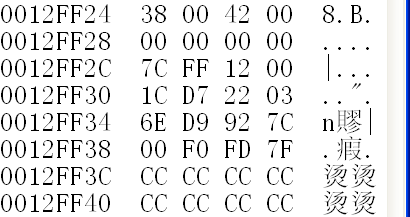 0012FF24 38 00 42 00 8.B.
0012FF28 00 00 00 00 ....
0012FF2C 7C FF 12 00 |...
0012FF30 1C D7 22 03 ..".
0012FF34 6E D9 92 7C n賿|
0012FF38 00 F0 FD 7F .瘕.
0012FF3C CC CC CC CC 烫烫
0012FF40 CC CC CC CC 烫烫